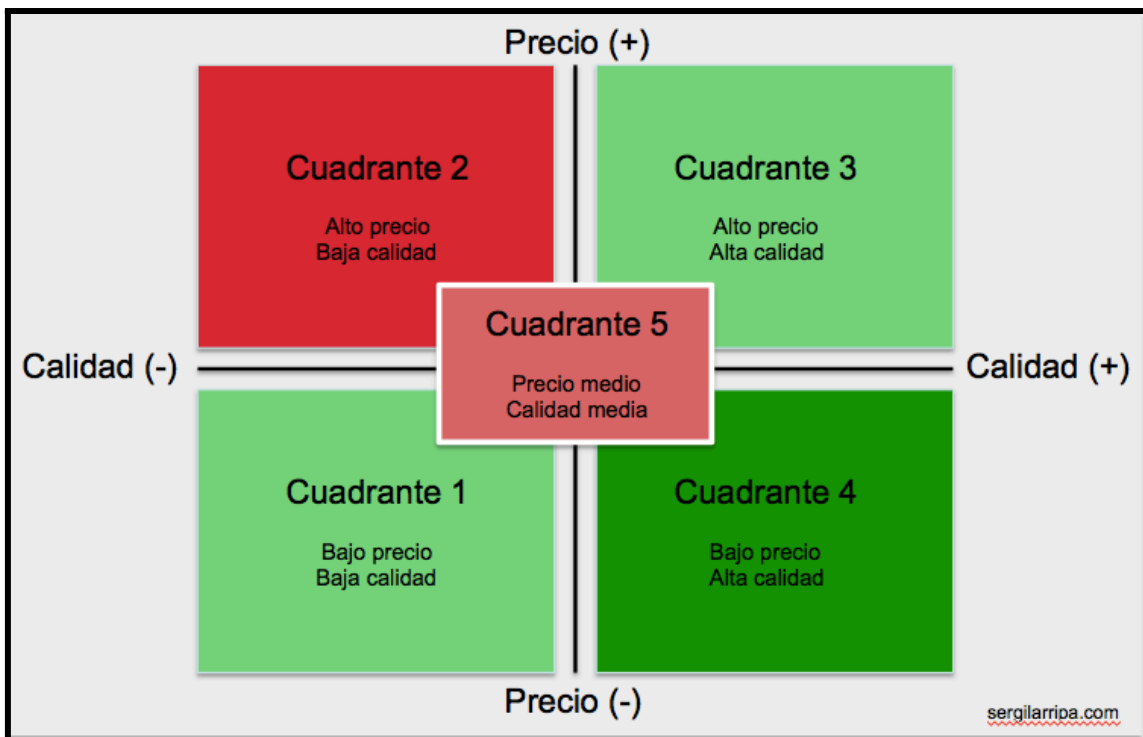 Precio (+)
Cuadrante 2
Alto precio
Baja calidad
Cuadrante 3
Alto precio
Alta calidad
Calidad (-)
Cuadrante 5
Precio medio
Calidad media
Calidad (+)
Cuadrante 1
Bajo precio
Baja calidad
Cuadrante 4
Bajo precio
Alta calidad
Precio (-)
sergilarripa.com